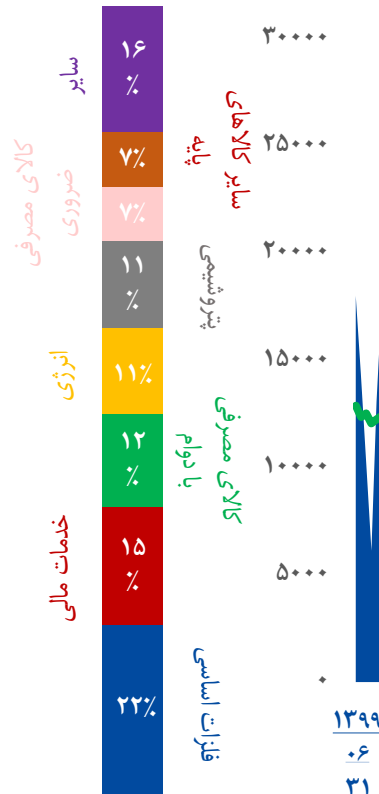 ۱۶
%
۷%
۷%
۱۱
%
۱۱%
۱۲
%
۱۵
%
۲۲%
سایر
سایر کالاهای
پایه
کالای مصرفی
ضروری
پتروشیمی
انرژی
کالای مصرفی
با دوام
خدمات مالی
فلزات اساسی
۳۰۰۰۰
۲۵۰۰۰
۲۰۰۰۰
۱۵۰۰۰
۱۰۰۰۰
۵۰۰۰
۰
۱۳۹۹
۰۶
۳۱